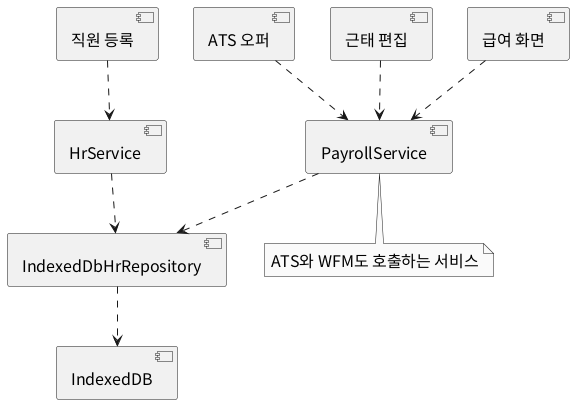 직원 등록
ATS 오퍼
근태 편집
급여 화면
HrService
PayrollService
IndexedDbHrRepository
ATS와 WFM도 호출하는 서비스
IndexedDB